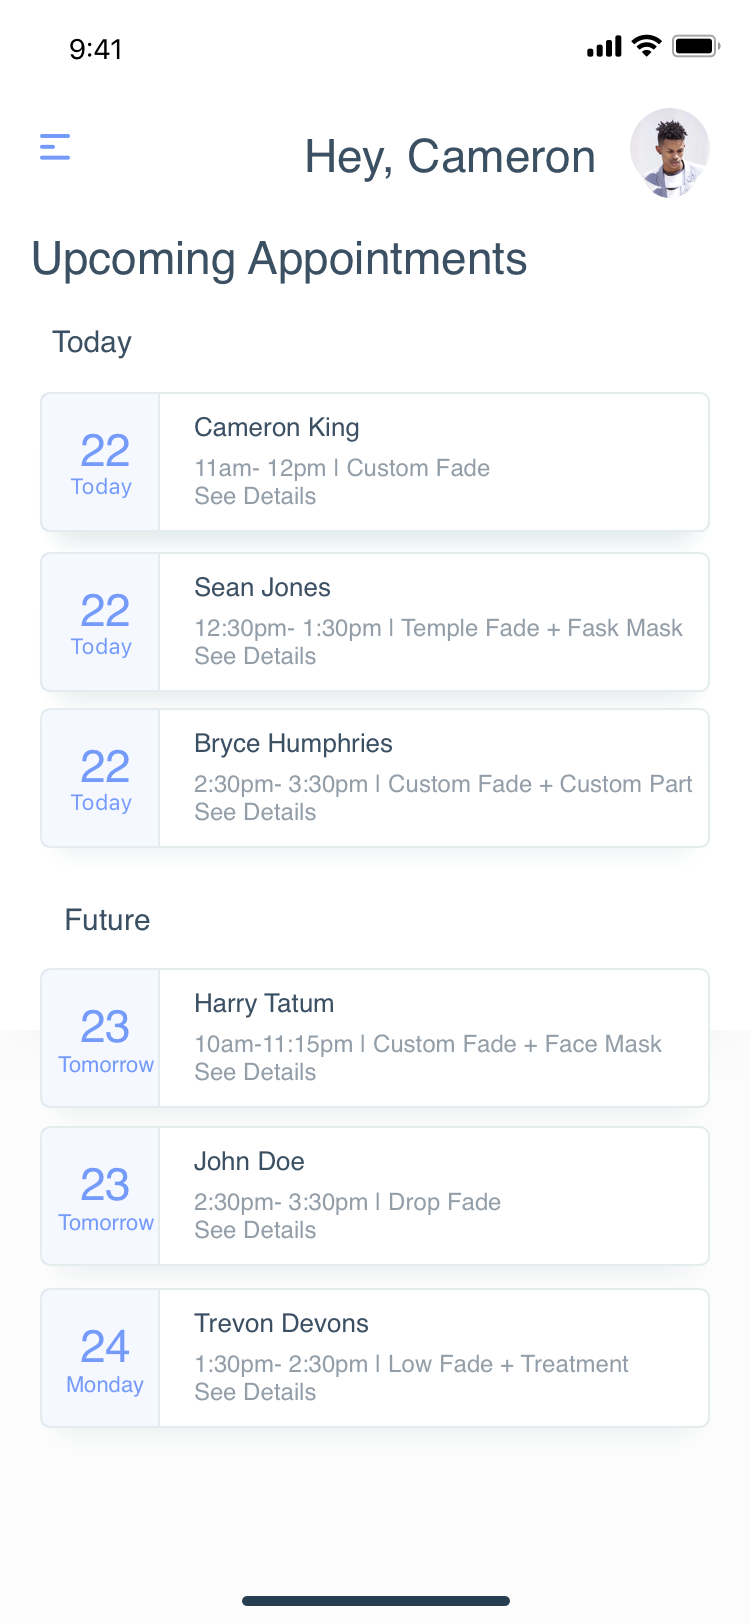 9:41
Hey, Cameron
Upcoming Appointments
Today
22
Today
Cameron King
11am- 12pm | Custom Fade
See Details
22
Today
Sean Jones
12:30pm- 1:30pm | Temple Fade + Fask Mask
See Details
22
Today
Bryce Humphries
2:30pm- 3:30pm | Custom Fade + Custom Part
See Details
Future
23
Tomorrow
Harry Tatum
10am-11:15pm | Custom Fade + Face Mask
See Details
23
Tomorrow
John Doe
2:30pm- 3:30pm | Drop Fade
See Details
24
Monday
Trevon Devons
1:30pm- 2:30pm | Low Fade + Treatment
See Details